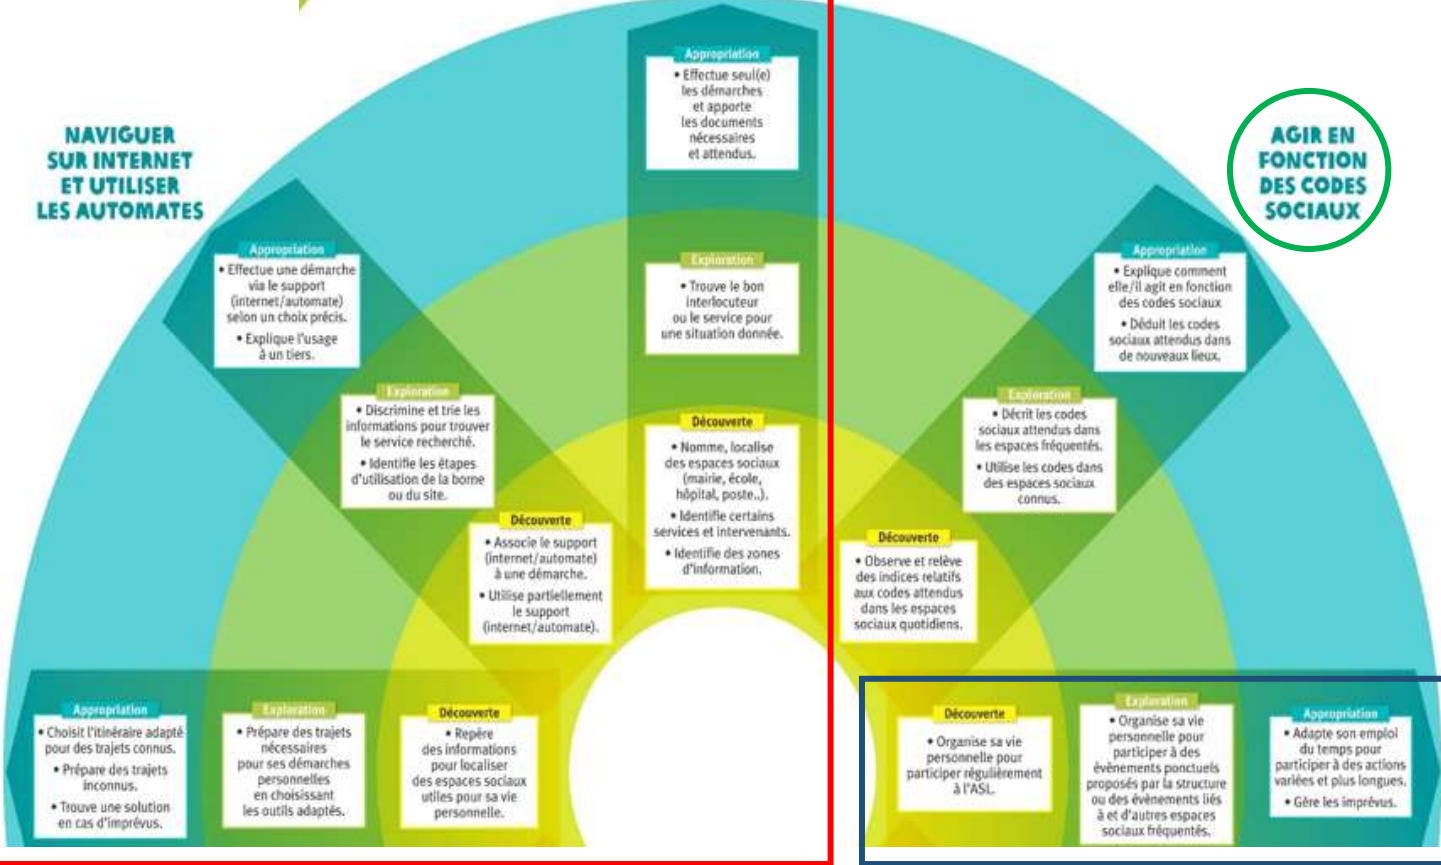 NAVIGUER
SUR INTERNET
ET UTILISER
LES AUTOMATES
AGIR EN
FONCTION
DES CODES
SOCIAUX
Appropriation
• Effectue seul(e)
les démarches
et apporte
les documents
nécessaires
et attendus.
Exploration
• Trouve le bon
interlocuteur
ou le service pour
une situation donnée.
Découverte
• Nomme, localise
des espaces sociaux
(mairie, école,
hôpital, poste..).
• Identifie certains
services et intervenants.
• Identifie des zones
d'information.
Appropriation
• Effectue une démarche
via le support
(internet/automate)
selon un choix précis.
• Explique l'usage
à un tiers.
Exploration
• Discrimine et trie les
informations pour trouver
le service recherché.
• Identifie les étapes
d'utilisation de la borne
ou du site.
Découverte
• Associe le support
(internet/automate)
à une démarche.
• Utilise partiellement
le support
(internet/automate).
Appropriation
• Explique comment
elle/il agit en fonction
des codes sociaux
• Déduit les codes
sociaux attendus dans
de nouveaux lieux.
Exploration
• Décrit les codes
sociaux attendus dans
les espaces fréquentés.
• Utilise les codes dans
des espaces sociaux
connus.
Découverte
• Observe et relève
des indices relatifs
aux codes attendus
dans les espaces
sociaux quotidiens.
Appropriation
• Choisit l'itinéraire adapté
pour des trajets connus.
• Prépare des trajets
inconnus.
• Trouve une solution
en cas d'imprévu.
Exploration
• Prépare des trajets
nécessaires
pour ses démarches
personnelles
en choisissant
les outils adaptés.
Découverte
• Repère
des informations
pour localiser
des espaces sociaux
utiles pour sa vie
personnelle.
Découverte
• Organise sa vie
personnelle pour
participer régulièrement
à l'ASL.
Exploration
• Organise sa vie
personnelle pour
participer à des
évènements ponctuels
proposés par la structure
ou des évènements liés
à et d'autres espaces
sociaux fréquentés.
Appropriation
• Adapte son emploi
du temps pour
participer à des actions
variées et plus longues.
• Gère les imprévus.